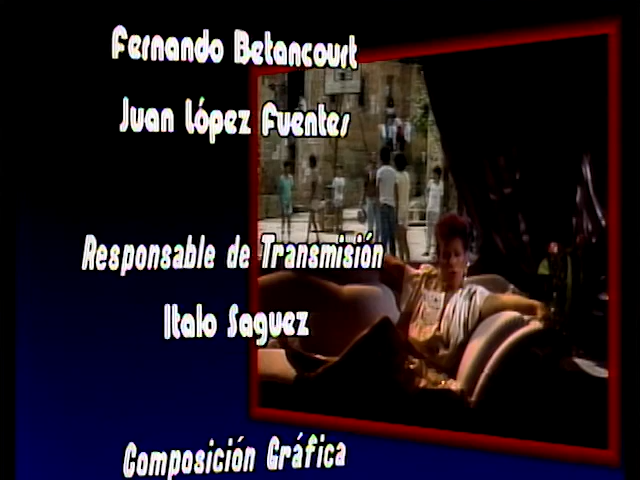 Fernando Betancourt
Juan López Fuentes
Responsable de Transmisión
Italo Saguez
Composición Gráfica